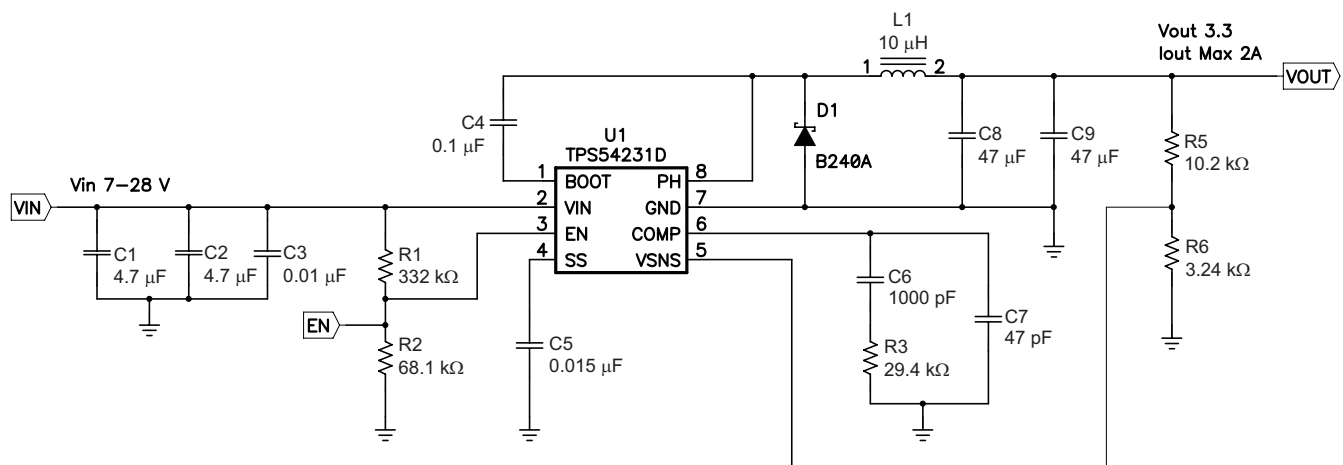 L1
10 μH
1
2
Vout 3.3
Iout Max 2A
VOUT
C4
0.1 μF
D1
B240A
C8
47 μF
C9
47 μF
R5
10.2 kΩ
U1
TPS54231D
1 BOOT PH 8
2 VIN GND 7
3 EN COMP 6
4 SS VSNS 5
Vin 7-28 V
VIN
C1
4.7 μF
C2
4.7 μF
C3
0.01 μF
R1
332 kΩ
EN
R2
68.1 kΩ
C5
0.015 μF
C6
1000 pF
R3
29.4 kΩ
C7
47 pF
R6
3.24 kΩ